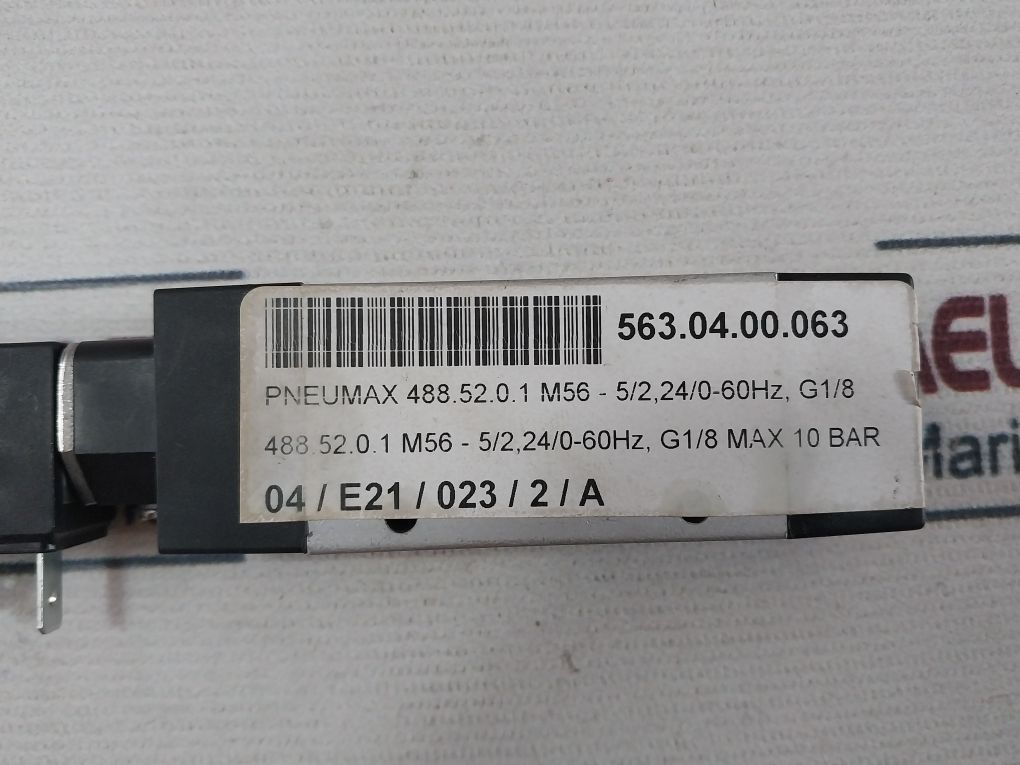 563.04.00.063
PNEUMAX 488.52.0.1 M56 - 5/2,24/0-60Hz, G1/8
488.52.0.1 M56 - 5/2,24/0-60Hz, G1/8 MAX 10 BAR
04 / E21 / 023 / 2 / A